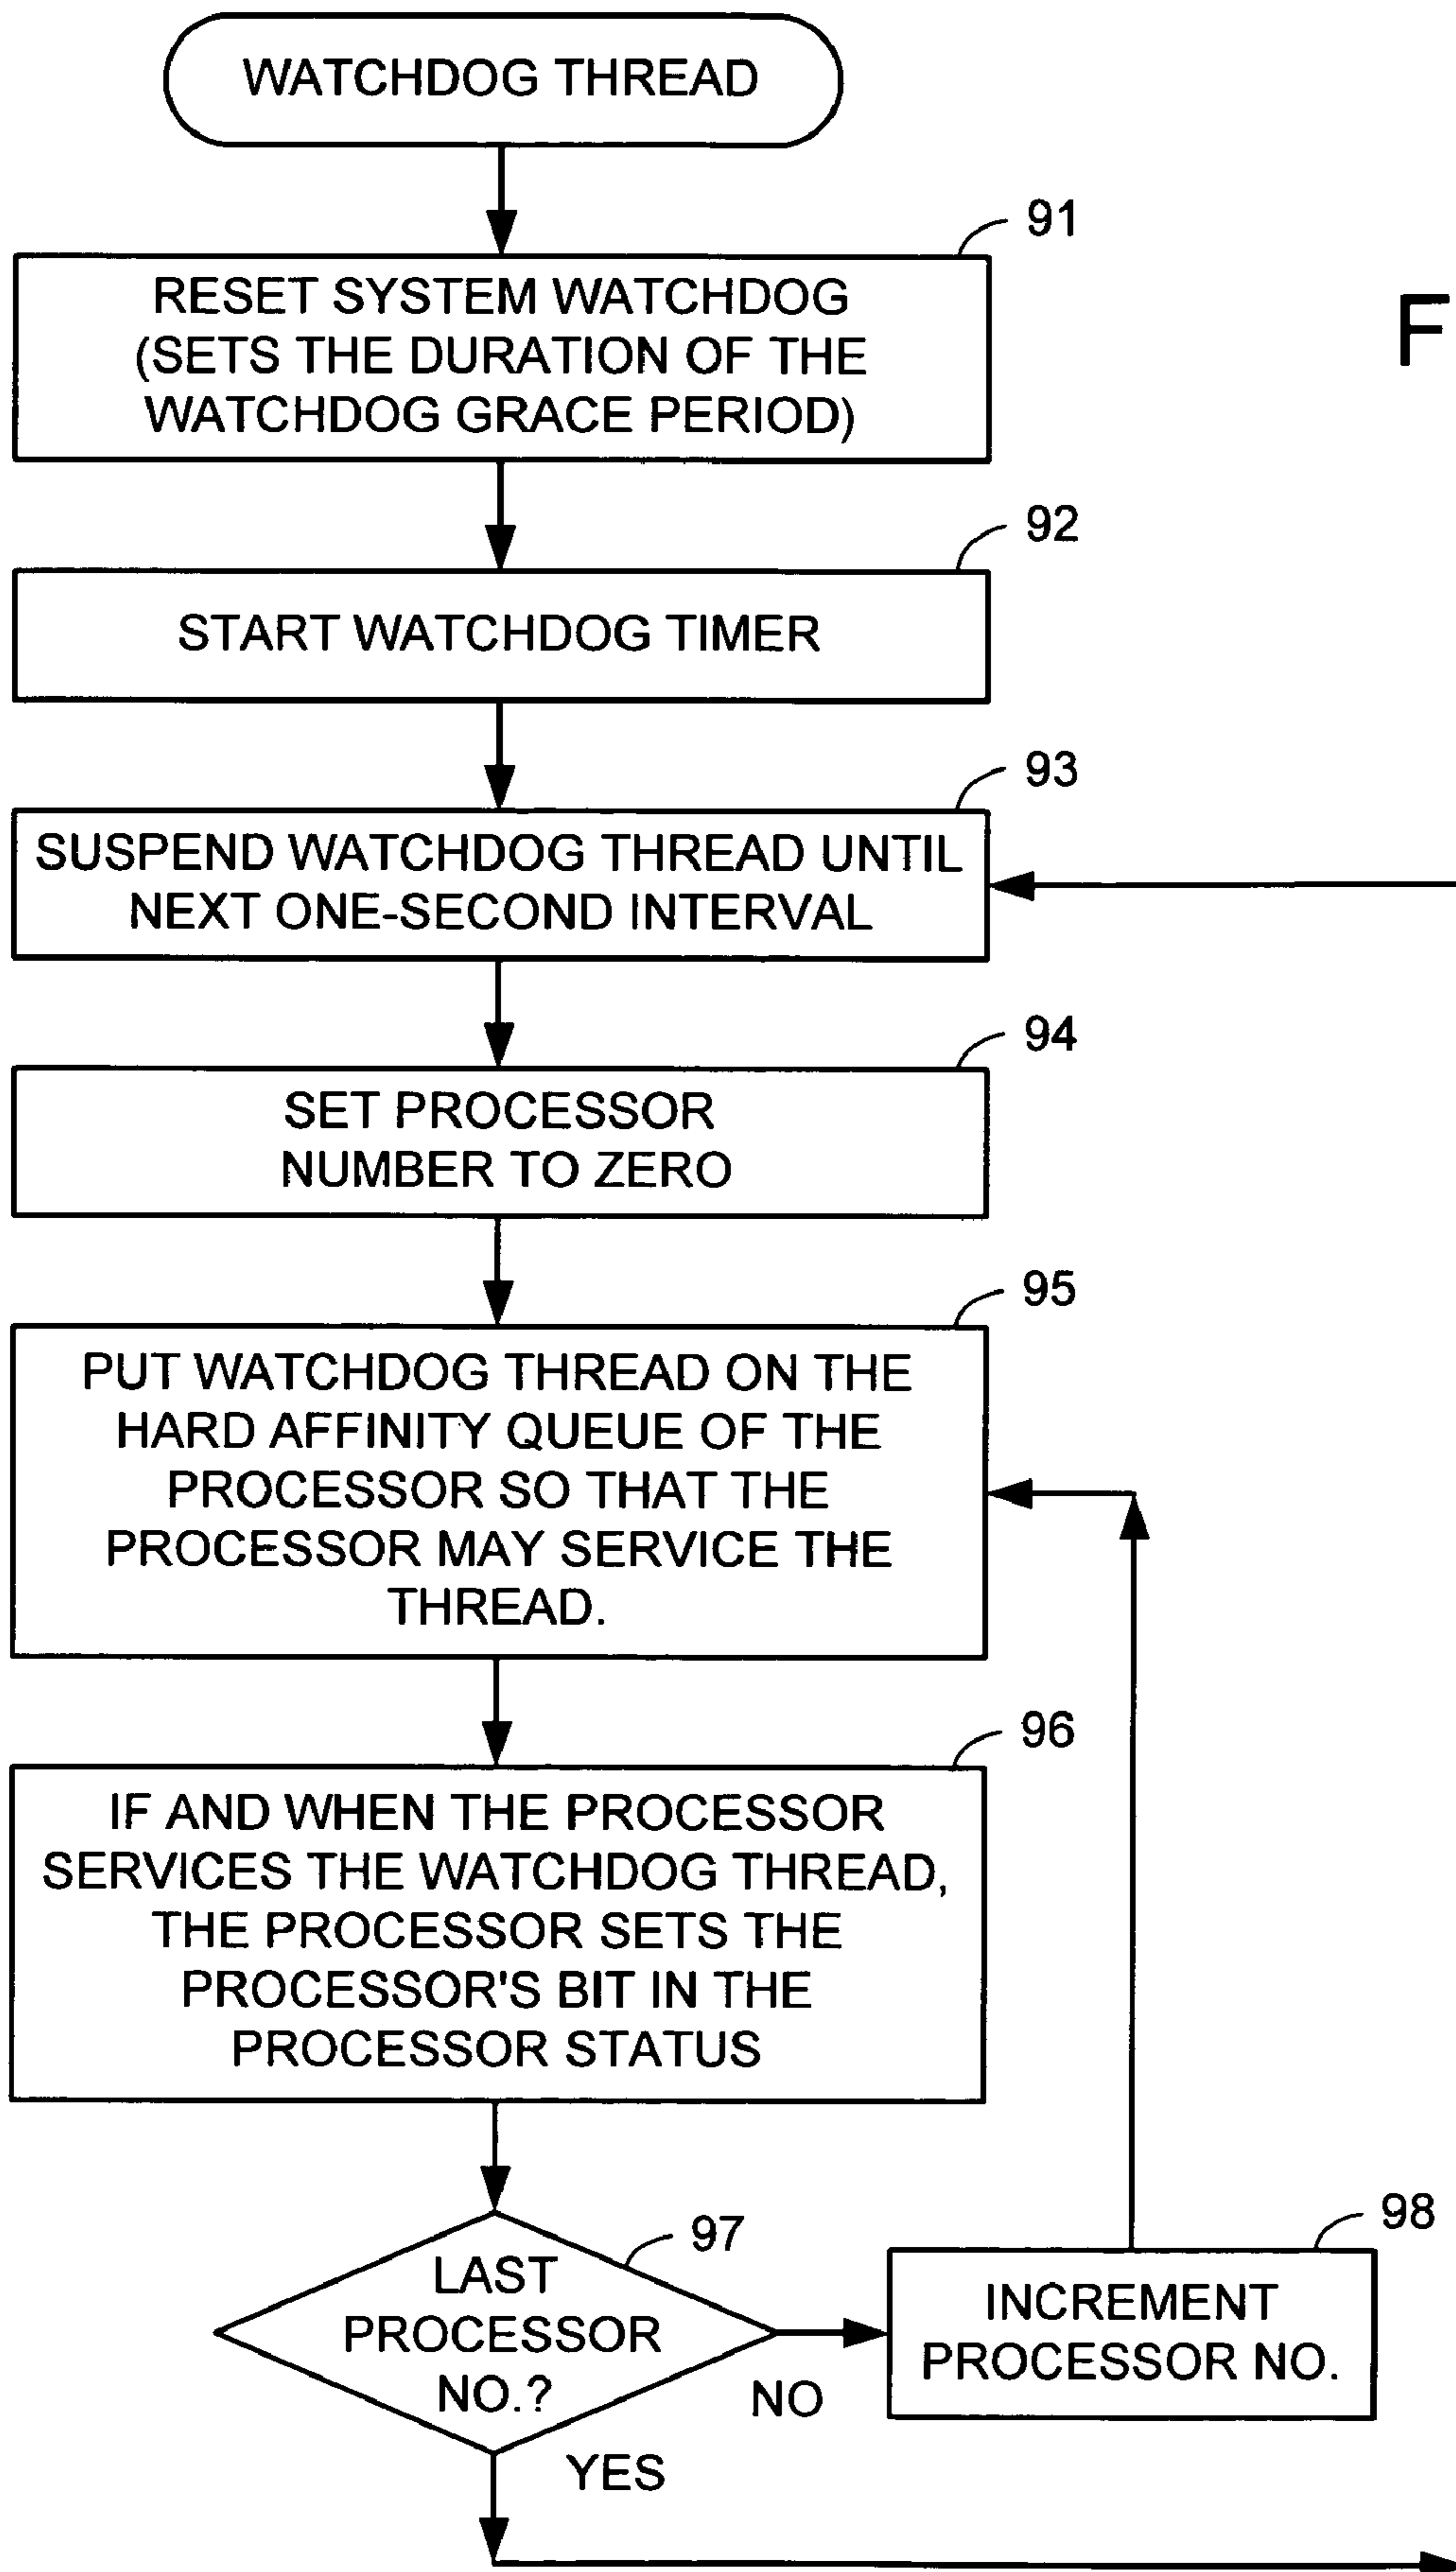 WATCHDOG THREAD
91
RESET SYSTEM WATCHDOG
(SETS THE DURATION OF THE
WATCHDOG GRACE PERIOD)
F
92
START WATCHDOG TIMER
93
SUSPEND WATCHDOG THREAD UNTIL
NEXT ONE-SECOND INTERVAL
94
SET PROCESSOR
NUMBER TO ZERO
95
PUT WATCHDOG THREAD ON THE
HARD AFFINITY QUEUE OF THE
PROCESSOR SO THAT THE
PROCESSOR MAY SERVICE THE
THREAD.
96
IF AND WHEN THE PROCESSOR
SERVICES THE WATCHDOG THREAD,
THE PROCESSOR SETS THE
PROCESSOR'S BIT IN THE
PROCESSOR STATUS
97
LAST
PROCESSOR
NO.?
NO
98
INCREMENT
PROCESSOR NO.
YES